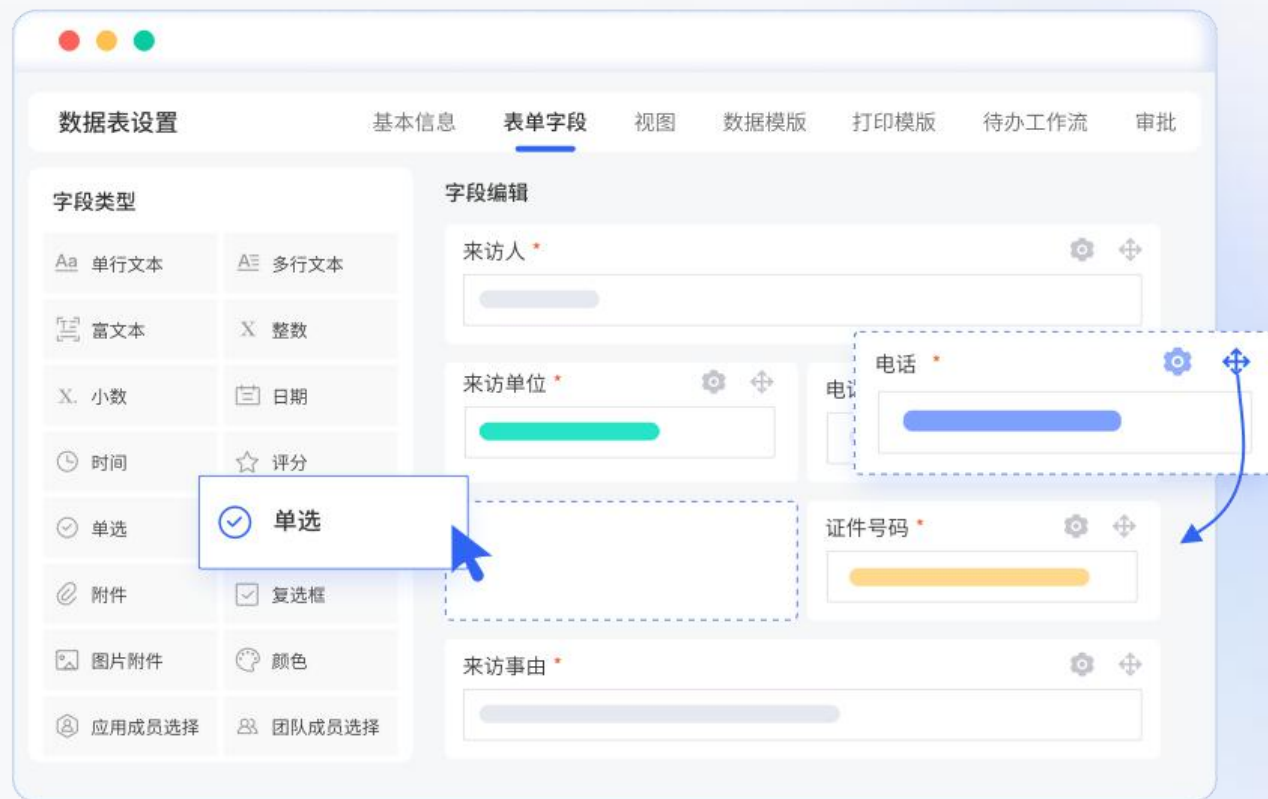 数据表设置 基本信息 表单字段 视图 数据模版 打印模版 待办工作流 审批
字段类型
Aa 单行文本 A 多行文本
T 富文本 X 整数
X. 小数 日期
时间 评分
单选 单选
附件 复选框
图片附件 颜色
应用成员选择 团队成员选择
字段编辑
来访人 *
来访单位 * 电
电话 *
证件号码 *
来访事由 *